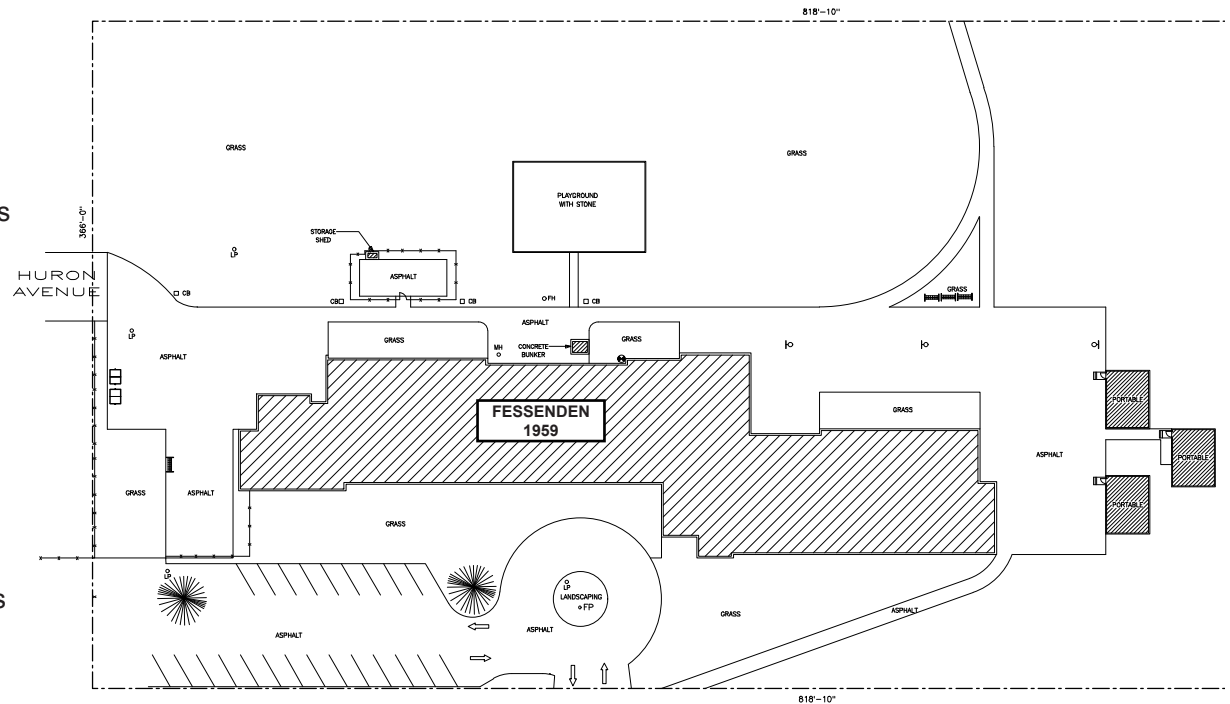 818'-10"
GRASS
GRASS
PLAYGROUND
WITH STONE
S
366'-0"
STORAGE
SHED
LP
HURON
AVENUE
ASPHALT
GRASS
CB
CB
CB
FH
CB
LP
ASPHALT
ASPHALT
GRASS
MH
CONCRETE
BUNKER
GRASS
FESSENDEN
1959
GRASS
PORTABLE
ASPHALT
PORTABLE
GRASS
ASPHALT
PORTABLE
GRASS
LP
LP
LANDSCAPING
FP
S
ASPHALT
ASPHALT
GRASS
ASPHALT
818'-10"